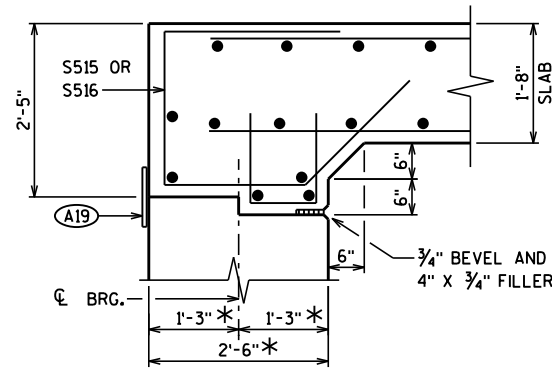 S515 OR
S516
2'-5"
1'-8"
SLAB
6"
6"
A19
6"
¾" BEVEL AND
4" X ¾" FILLER
℄ BRG.
1'-3" *
1'-3" *
2'-6" *